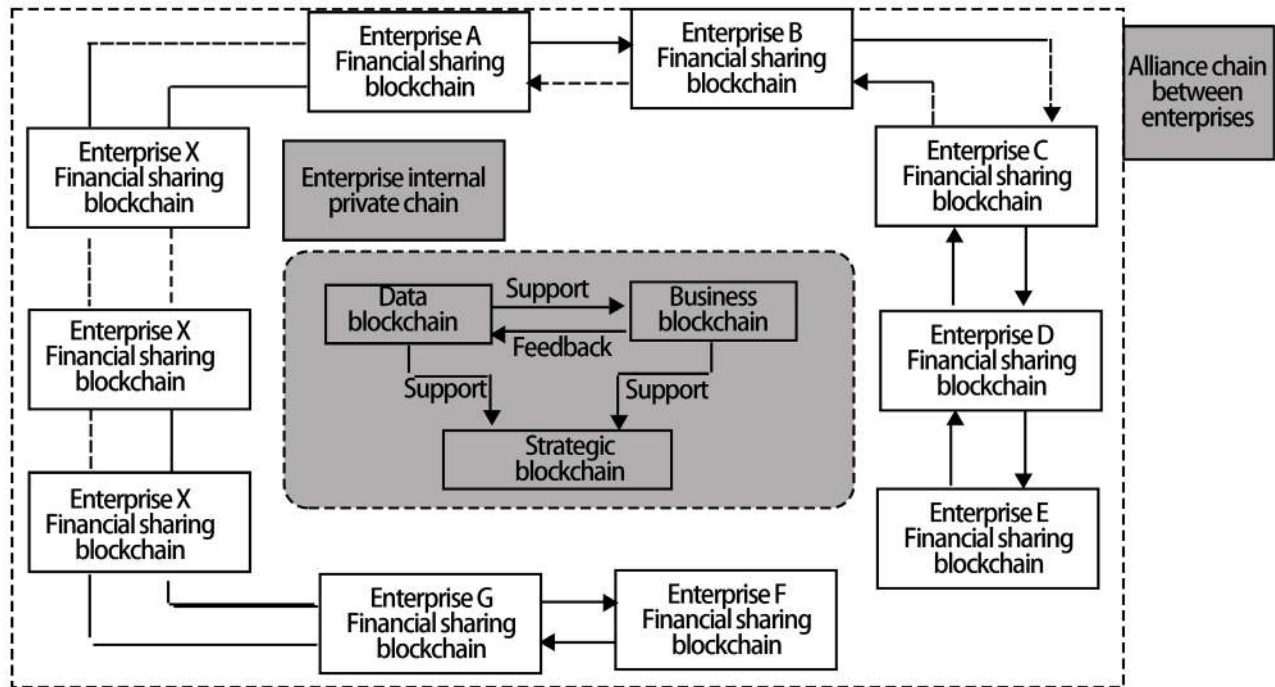 Enterprise A
Financial sharing
blockchain
Enterprise B
Financial sharing
blockchain
Alliance chain
between
enterprises
Enterprise X
Financial sharing
blockchain
Enterprise internal
private chain
Enterprise C
Financial sharing
blockchain
Data
blockchain
Support
Business
blockchain
Feedback
Support
Support
Strategic
blockchain
Enterprise X
Financial sharing
blockchain
Enterprise D
Financial sharing
blockchain
Enterprise X
Financial sharing
blockchain
Enterprise E
Financial sharing
blockchain
Enterprise G
Financial sharing
blockchain
Enterprise F
Financial sharing
blockchain